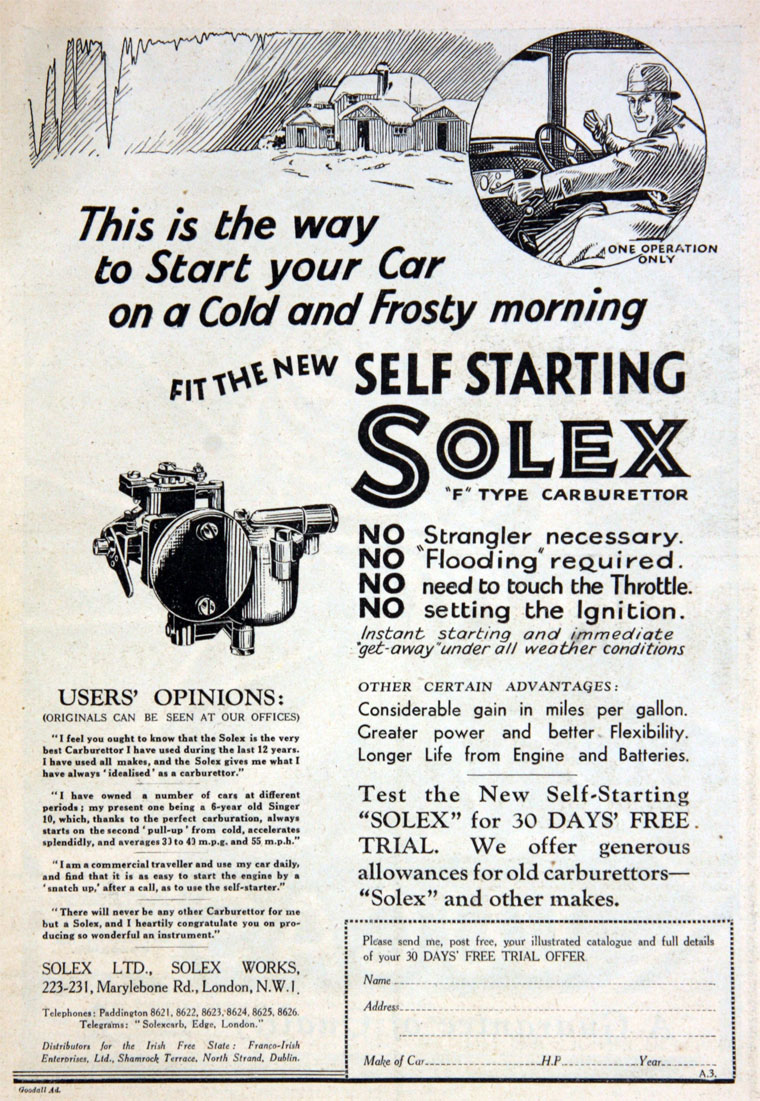 ONE OPERATION
ONLY
This is the way
to Start your Car
on a Cold and Frosty morning
FIT THE NEW SELF STARTING
SOLEX
"F" TYPE CARBURETTOR
NO Strangler necessary.
NO "Flooding" required.
NO need to touch the Throttle.
NO setting the Ignition.
Instant starting and immediate
"get-away" under all weather conditions
OTHER CERTAIN ADVANTAGES:
Considerable gain in miles per gallon.
Greater power and better Flexibility.
Longer Life from Engine and Batteries.
Test the New Self-Starting
"SOLEX" for 30 DAYS' FREE
TRIAL. We offer generous
allowances for old carburettors—
"Solex" and other makes.
USERS' OPINIONS:
(ORIGINALS CAN BE SEEN AT OUR OFFICES)
"I feel you ought to know that the Solex is the very
best Carburettor I have used during the last 12 years.
I have used all makes, and the Solex gives me what I
have always 'idealised' as a carburettor."
"I have owned a number of cars at different
periods; my present one being a 6-year old Singer
10, which, thanks to the perfect carburation, always
starts on the second 'pull-up' from cold, accelerates
splendidly, and averages 33 to 40 m.p.g. and 55 m.p.h."
"I am a commercial traveller and use my car daily,
and find that it is as easy to start the engine by a
'snatch up,' after a call, as to use the self-starter."
"There will never be any other Carburettor for me
but a Solex, and I heartily congratulate you on pro-
ducing so wonderful an instrument."
SOLEX LTD., SOLEX WORKS,
223-231, Marylebone Rd., London, N.W.1.
Telephones: Paddington 8621, 8622, 8623, 8624, 8625, 8626.
Telegrams: "Solexcarb, Edge, London."
Distributors for the Irish Free State: Franco-Irish
Enterprises, Ltd., Shamrock Terrace, North Strand, Dublin.
Please send me, post free, your illustrated catalogue and full details
of your 30 DAYS' FREE TRIAL OFFER
Name
Address
Make of Car H.P. Year
A.3.
Goodall Ad.